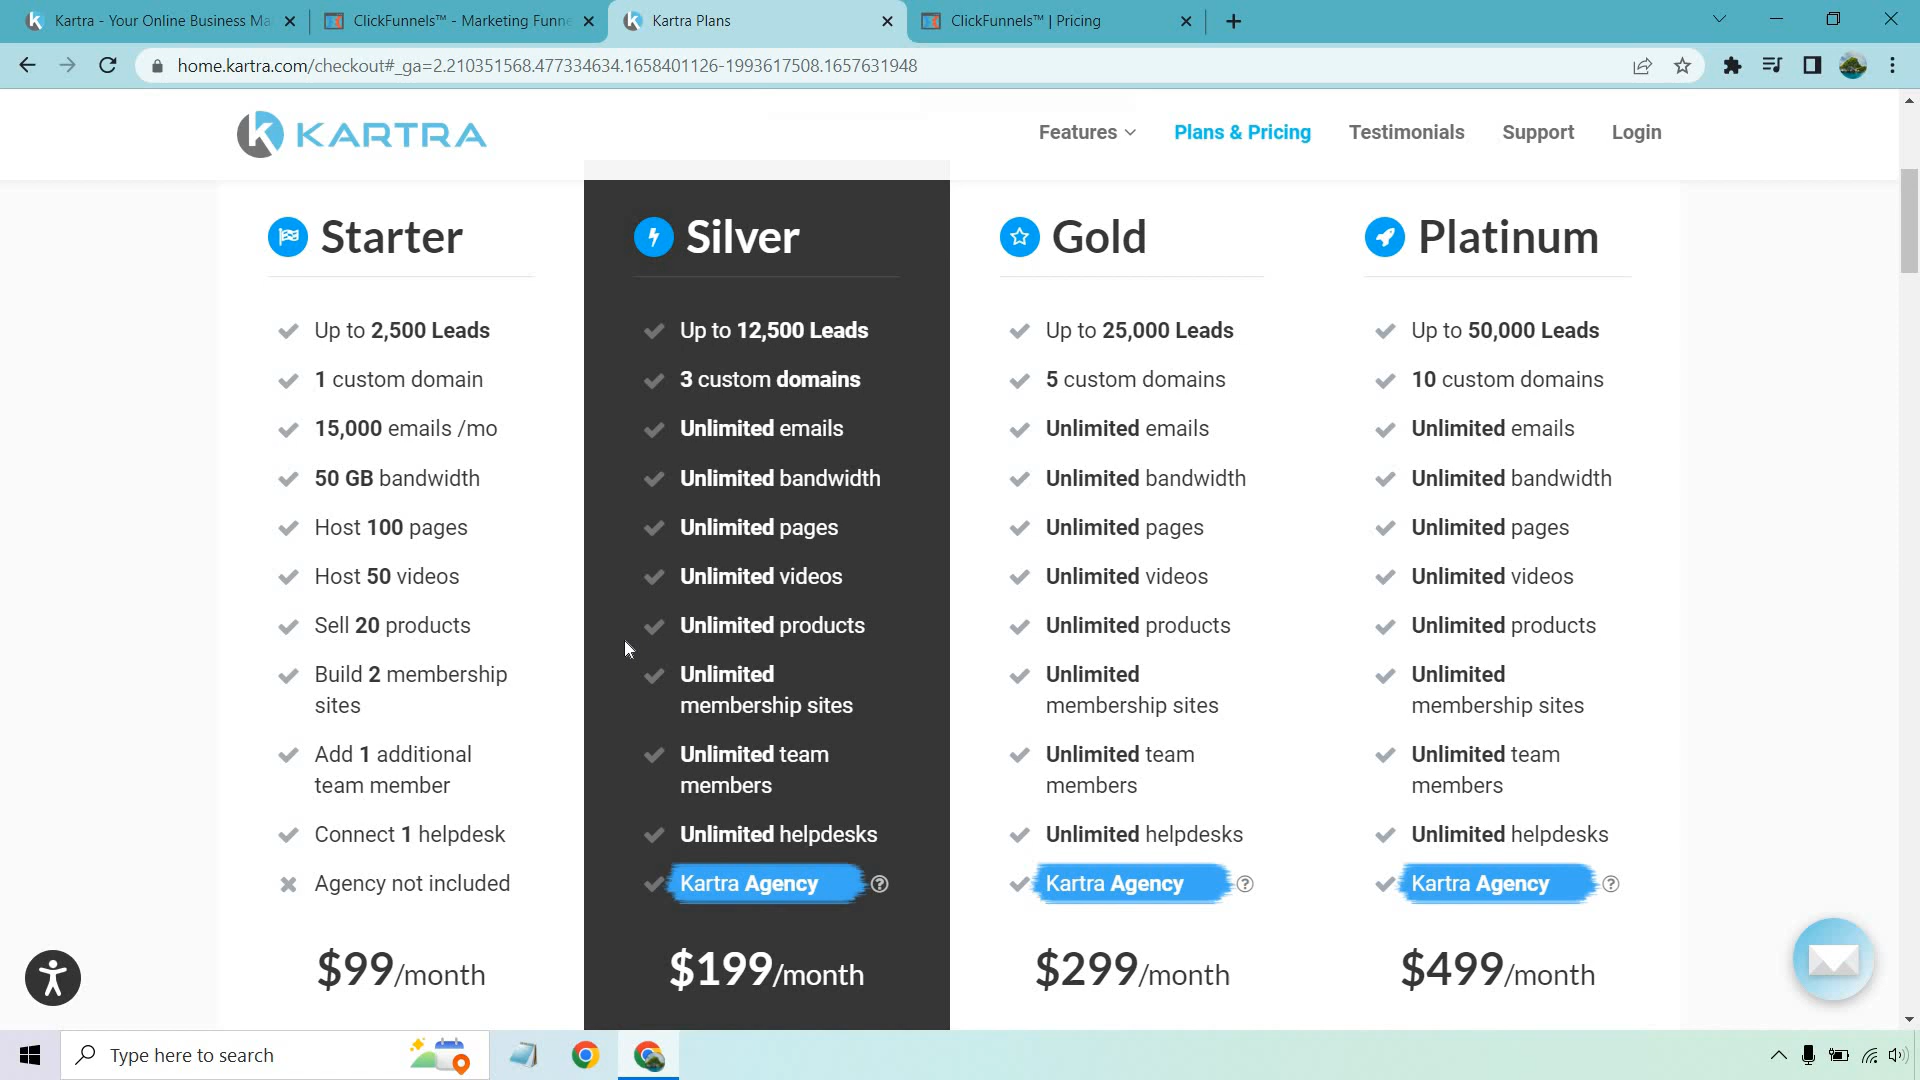 Kartra - Your Online Business Ma
ClickFunnels™ - Marketing Funne
Kartra Plans
ClickFunnels™ | Pricing
home.kartra.com/checkout#_ga=2.210351568.477334634.1658401126-1993617508.1657631948
KARTRA
Features
Plans & Pricing
Testimonials
Support
Login
Starter
Up to 2,500 Leads
1 custom domain
15,000 emails /mo
50 GB bandwidth
Host 100 pages
Host 50 videos
Sell 20 products
Build 2 membership
sites
Add 1 additional
team member
Connect 1 helpdesk
Agency not included
$99/month
Silver
Up to 12,500 Leads
3 custom domains
Unlimited emails
Unlimited bandwidth
Unlimited pages
Unlimited videos
Unlimited products
Unlimited
membership sites
Unlimited team
members
Unlimited helpdesks
Kartra Agency
$199/month
Gold
Up to 25,000 Leads
5 custom domains
Unlimited emails
Unlimited bandwidth
Unlimited pages
Unlimited videos
Unlimited products
Unlimited
membership sites
Unlimited team
members
Unlimited helpdesks
Kartra Agency
$299/month
Platinum
Up to 50,000 Leads
10 custom domains
Unlimited emails
Unlimited bandwidth
Unlimited pages
Unlimited videos
Unlimited products
Unlimited
membership sites
Unlimited team
members
Unlimited helpdesks
Kartra Agency
$499/month
Type here to search